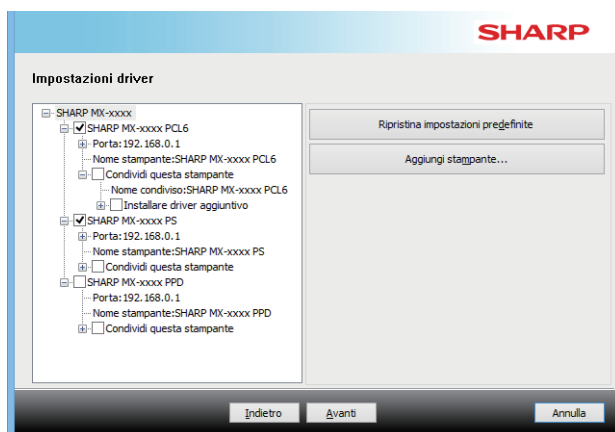 SHARP
Impostazioni driver
SHARP MX-xxxx
SHARP MX-xxxx PCL6
Porta:192.168.0.1
Nome stampante:SHARP MX-xxxx PCL6
Condividi questa stampante
Nome condiviso:SHARP MX-xxxx PCL6
Installare driver aggiuntivo
SHARP MX-xxxx PS
Porta:192.168.0.1
Nome stampante:SHARP MX-xxxx PS
Condividi questa stampante
SHARP MX-xxxx PPD
Porta:192.168.0.1
Nome stampante:SHARP MX-xxxx PPD
Condividi questa stampante
Ripristina impostazioni predefinite
Aggiungi stampante...
Indietro Avanti Annulla